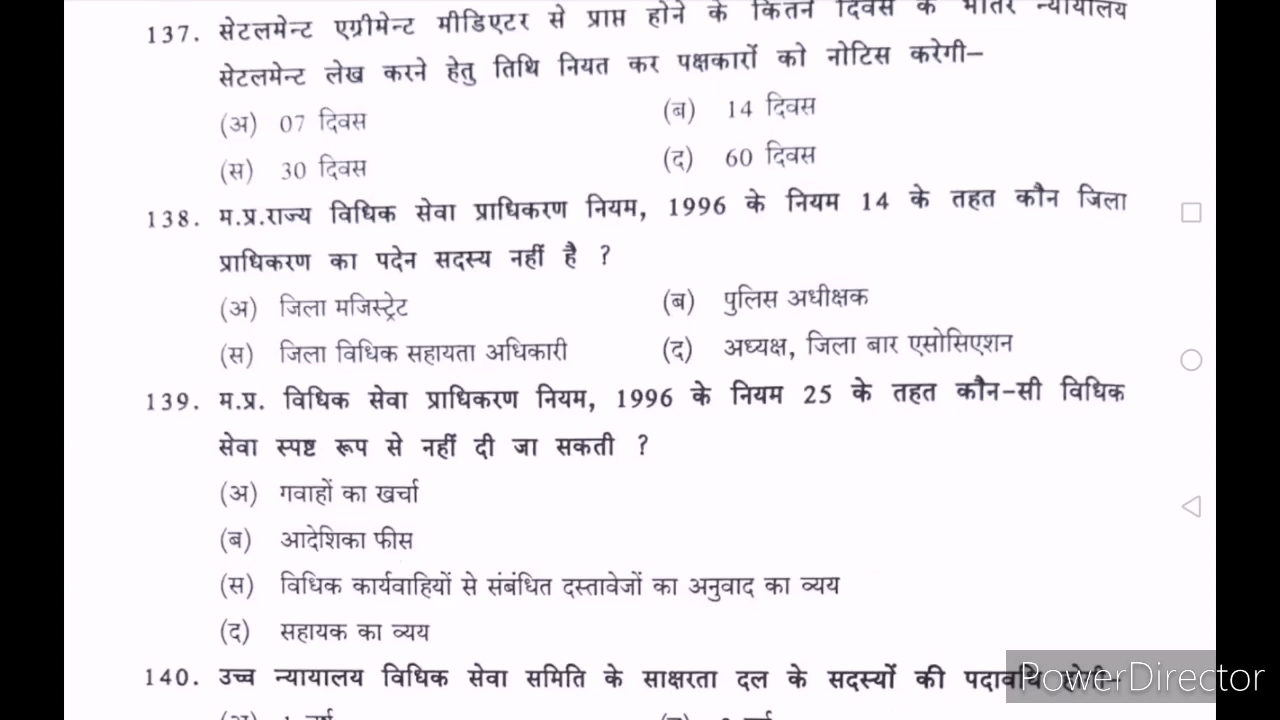 137. सेटलमेन्ट एग्रीमेन्ट मीडिएटर से प्राप्त होने के कितने दिवस के भीतर न्यायालय
सेटलमेन्ट लेख करने हेतु तिथि नियत कर पक्षकारों को नोटिस करेगी–
(अ) 07 दिवस (ब) 14 दिवस
(स) 30 दिवस (द) 60 दिवस
138. म.प्र.राज्य विधिक सेवा प्राधिकरण नियम, 1996 के नियम 14 के तहत कौन जिला
प्राधिकरण का पदेन सदस्य नहीं है ?
(अ) जिला मजिस्ट्रेट (ब) पुलिस अधीक्षक
(स) जिला विधिक सहायता अधिकारी (द) अध्यक्ष, जिला बार एसोसिएशन
139. म.प्र. विधिक सेवा प्राधिकरण नियम, 1996 के नियम 25 के तहत कौन-सी विधिक
सेवा स्पष्ट रूप से नहीं दी जा सकती ?
(अ) गवाहों का खर्चा
(ब) आदेशिका फीस
(स) विधिक कार्यवाहियों से संबंधित दस्तावेजों का अनुवाद का व्यय
(द) सहायक का व्यय
140. उच्च न्यायालय विधिक सेवा समिति के साक्षरता दल के सदस्यों की पदावधि होगी–
PowerDirector